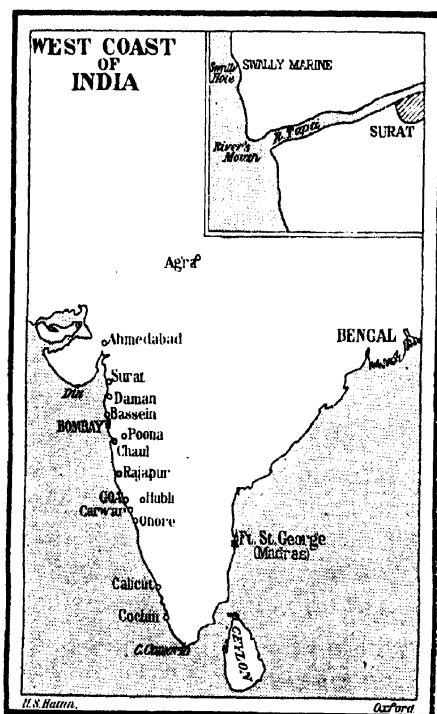 WEST COAST
OF
INDIA
Swally
Hole
SWALLY MARINE
R. Tapti
River's
Mouth
SURAT
Agra
Ahmedabad
BENGAL
Surat
Diu
Daman
Bassein
BOMBAY
Poona
Chaul
Rajapur
GOA
Hubli
Carwar
Onore
Ft. St. George
(Madras)
Calicut
Cochin
C. Comorin
CEYLON
Oxford